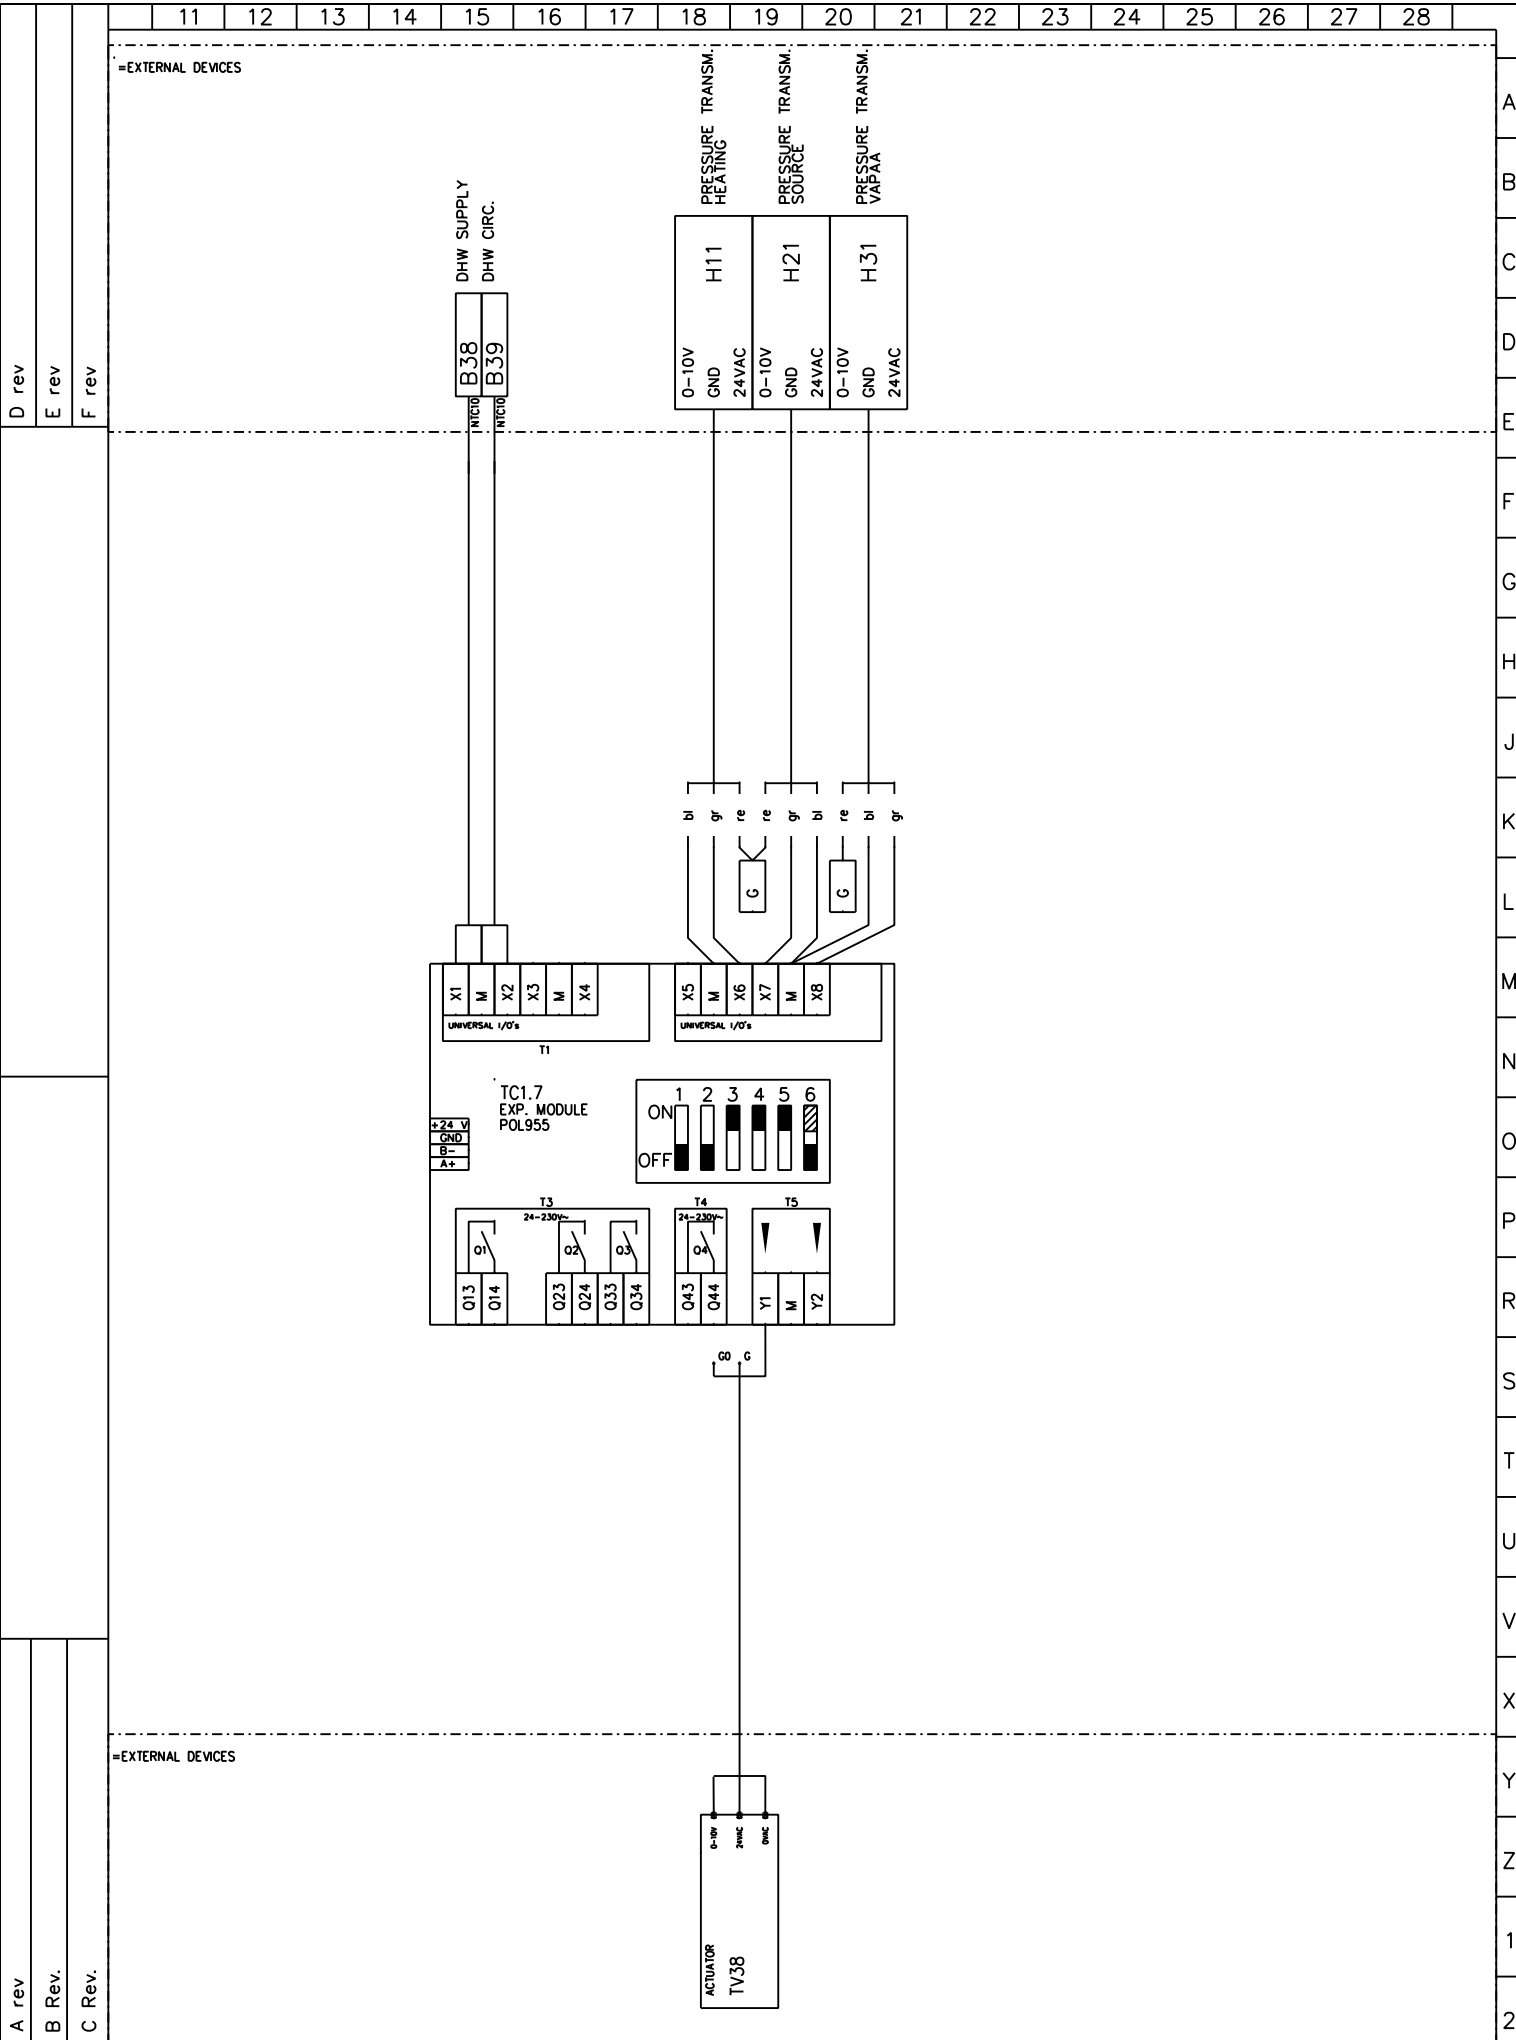 11 12 13 14 15 16 17 18 19 20 21 22 23 24 25 26 27 28
=EXTERNAL DEVICES
A
B
C
D
E
F
G
H
J
K
L
M
N
O
P
R
S
T
U
V
X
Y
Z
1
2
D rev
E rev
F rev
A rev
B Rev.
C Rev.
DHW SUPPLY
DHW CIRC.
B38
B39
NTC10
NTC10
PRESSURE TRANSM.
HEATING
PRESSURE TRANSM.
SOURCE
PRESSURE TRANSM.
VAPAA
H11
H21
H31
0-10V
GND
24VAC
0-10V
GND
24VAC
0-10V
GND
24VAC
bl gr re re gr bl re bl gr
G G
X1 M X2 X3 M X4
UNIVERSAL I/O's
T1
X5 M X6 X7 M X8
UNIVERSAL I/O's
TC1.7
EXP. MODULE
POL955
+24 V
GND
B-
A+
1 2 3 4 5 6
ON
OFF
T3
24-230V~
Q1 Q2 Q3
Q13 Q14 Q23 Q24 Q33 Q34
T4
24-230V~
Q4
Q43 Q44
T5
Y1 M Y2
G0 G
=EXTERNAL DEVICES
0-10V
24VAC
0VAC
ACTUATOR
TV38